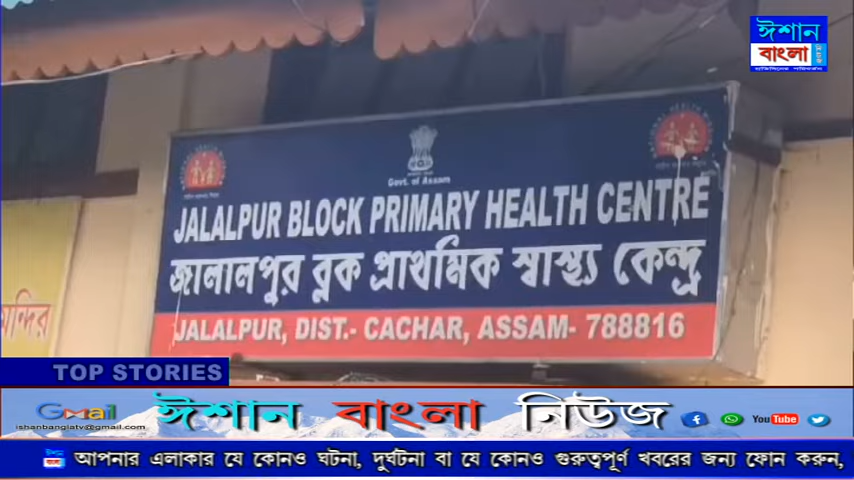 ঈশান
বাংলা
Govt. of Assam
JALALPUR BLOCK PRIMARY HEALTH CENTRE
জালালপুর ব্লক প্রাথমিক স্বাস্থ্য কেন্দ্র
JALALPUR, DIST.- CACHAR, ASSAM- 788816
মন্দির
TOP STORIES
Gmail
ishanbanglatv@gmail.com
ঈশান বাংলা নিউজ
YouTube
আপনার এলাকার যে কোনও ঘটনা, দুর্ঘটনা বা যে কোনও গুরুত্বপূর্ণ খবরের জন্য ফোন করুন,